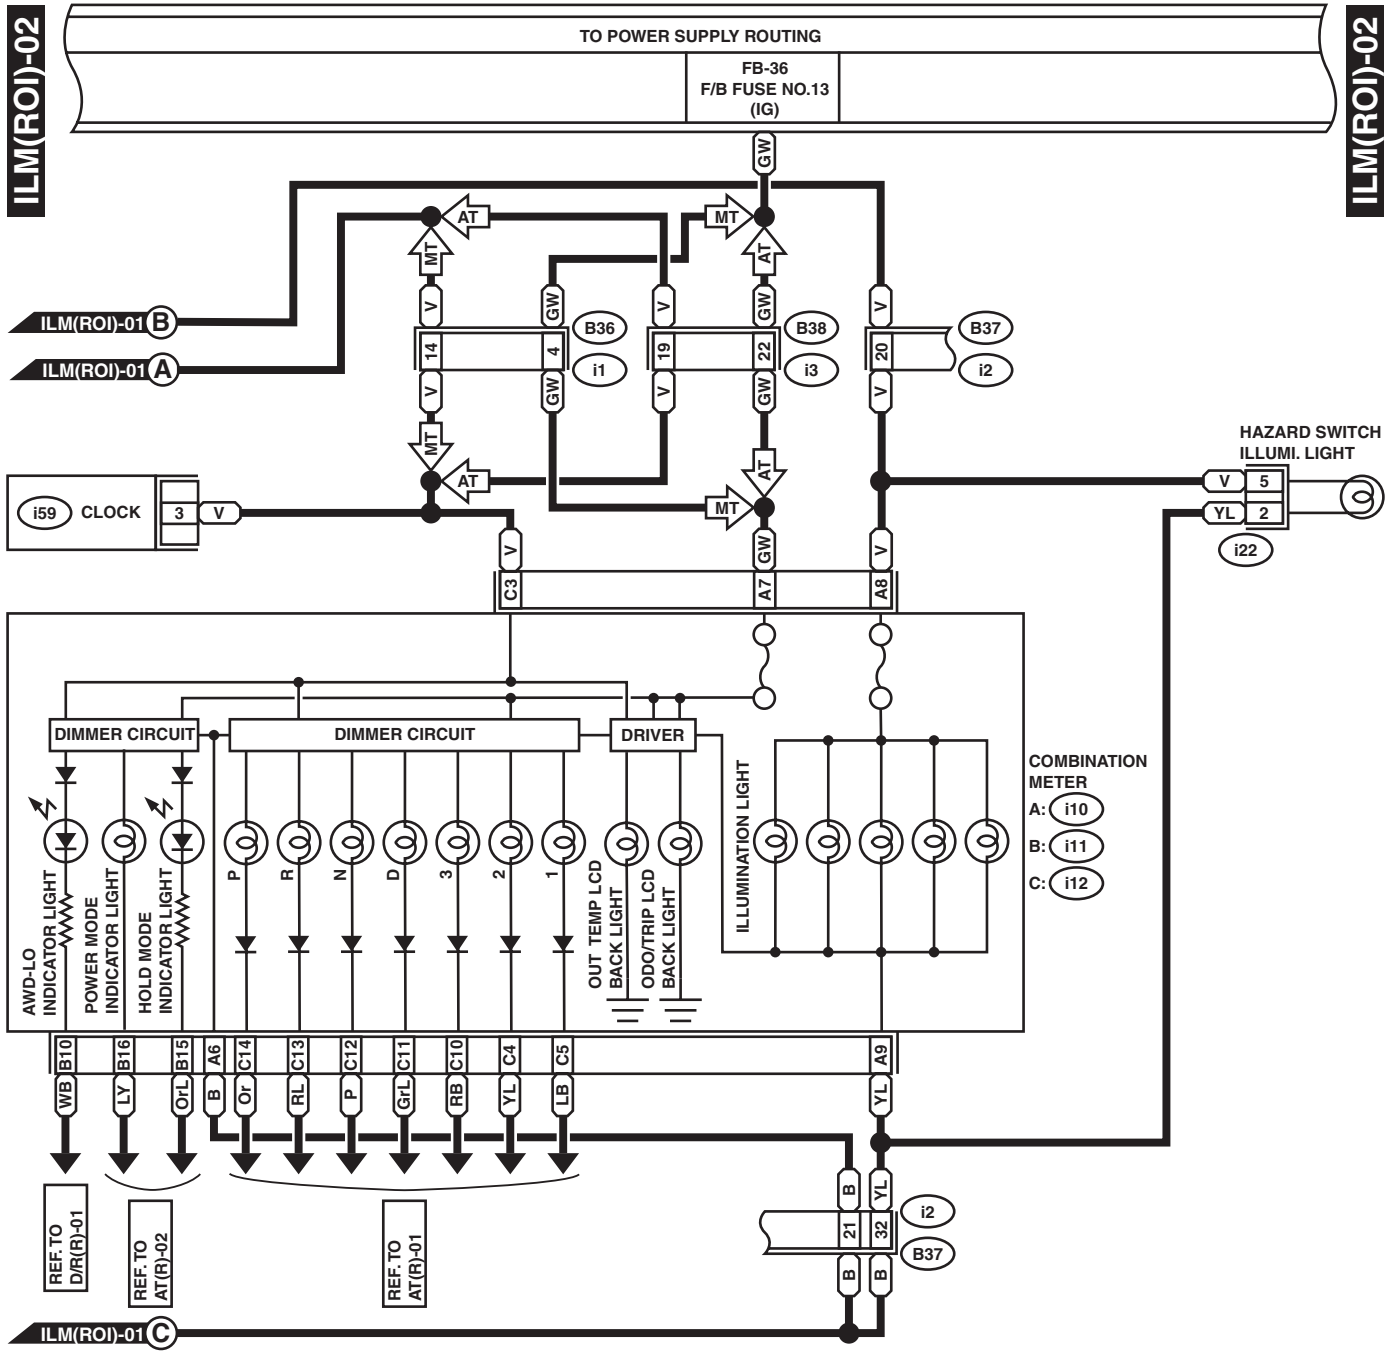 ILM(ROI)-02
ILM(ROI)-02
TO POWER SUPPLY ROUTING
FB-36
F/B FUSE NO.13
(IG)
GW
AT
MT
MT
AT
V
GW
V
GW
V
ILM(ROI)-01 B
B36
B38
B37
14
4
19
22
20
ILM(ROI)-01 A
i1
i3
i2
V
GW
V
GW
V
HAZARD SWITCH
ILLUMI. LIGHT
MT
AT
AT
V 5
i59 CLOCK 3 V
MT
YL 2
i22
V
GW
V
C3
A7
A8
DIMMER CIRCUIT
DIMMER CIRCUIT
DRIVER
COMBINATION
METER
A: i10
B: i11
C: i12
P
R
N
D
3
2
1
AWD-LO
INDICATOR LIGHT
POWER MODE
INDICATOR LIGHT
HOLD MODE
INDICATOR LIGHT
OUT TEMP LCD
BACK LIGHT
ODO/TRIP LCD
BACK LIGHT
ILLUMINATION LIGHT
B10
B16
B15
A6
C14
C13
C12
C11
C10
C4
C5
A9
WB
LY
OrL
B
Or
RL
P
GrL
RB
YL
LB
YL
B
YL
REF. TO
D/R(R)-01
REF. TO
AT(R)-02
REF. TO
AT(R)-01
21
32
i2
B37
B
B
ILM(ROI)-01 C